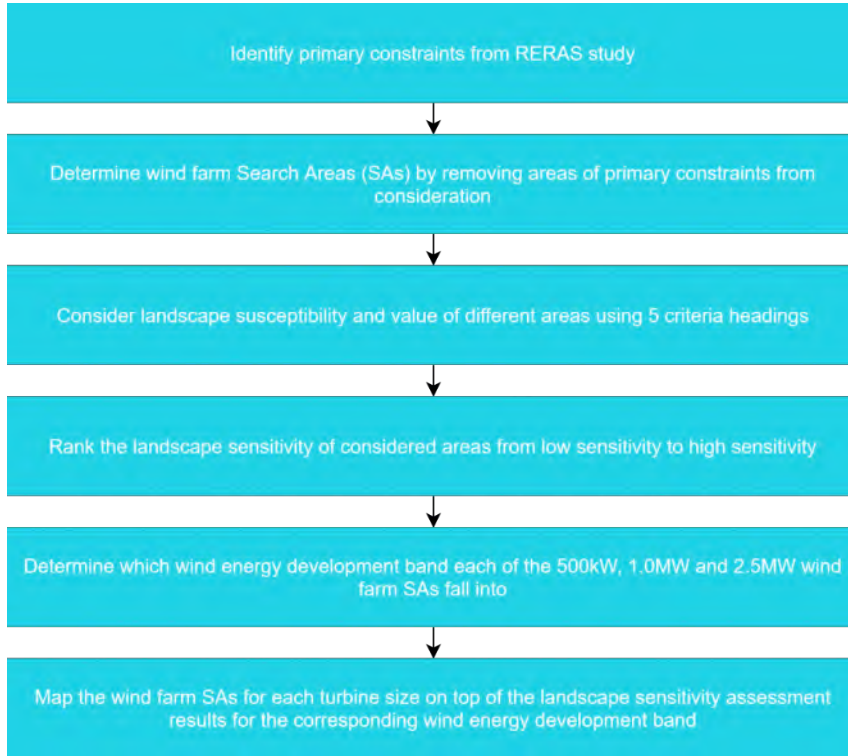 Identify primary constraints from RERAS study
Determine wind farm Search Areas (SAs) by removing areas of primary constraints from
consideration
Consider landscape susceptibility and value of different areas using 5 criteria headings
Rank the landscape sensitivity of considered areas from low sensitivity to high sensitivity
Determine which wind energy development band each of the 500kW, 1.0MW and 2.5MW wind
farm SAs fall into
Map the wind farm SAs for each turbine size on top of the landscape sensitivity assessment
results for the corresponding wind energy development band